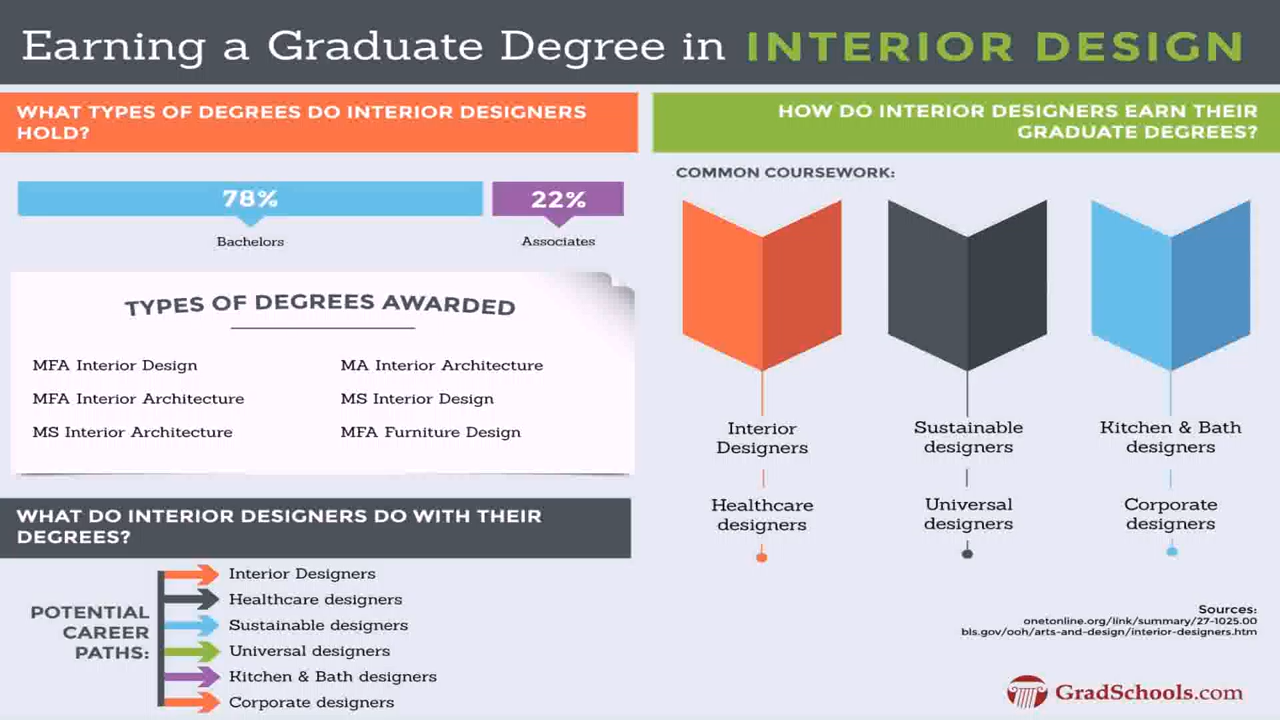 Earning a Graduate Degree in INTERIOR DESIGN
WHAT TYPES OF DEGREES DO INTERIOR DESIGNERS
HOLD?
78%
22%
Bachelors
Associates
TYPES OF DEGREES AWARDED
MFA Interior Design
MFA Interior Architecture
MS Interior Architecture
MA Interior Architecture
MS Interior Design
MFA Furniture Design
WHAT DO INTERIOR DESIGNERS DO WITH THEIR
DEGREES?
POTENTIAL
CAREER
PATHS:
Interior Designers
Healthcare designers
Sustainable designers
Universal designers
Kitchen & Bath designers
Corporate designers
HOW DO INTERIOR DESIGNERS EARN THEIR
GRADUATE DEGREES?
COMMON COURSEWORK:
Interior
Designers
Healthcare
designers
Sustainable
designers
Universal
designers
Kitchen & Bath
designers
Corporate
designers
Sources:
onetonline.org/link/summary/27-1025.00
bls.gov/ooh/arts-and-design/interior-designers.htm
GradSchools.com